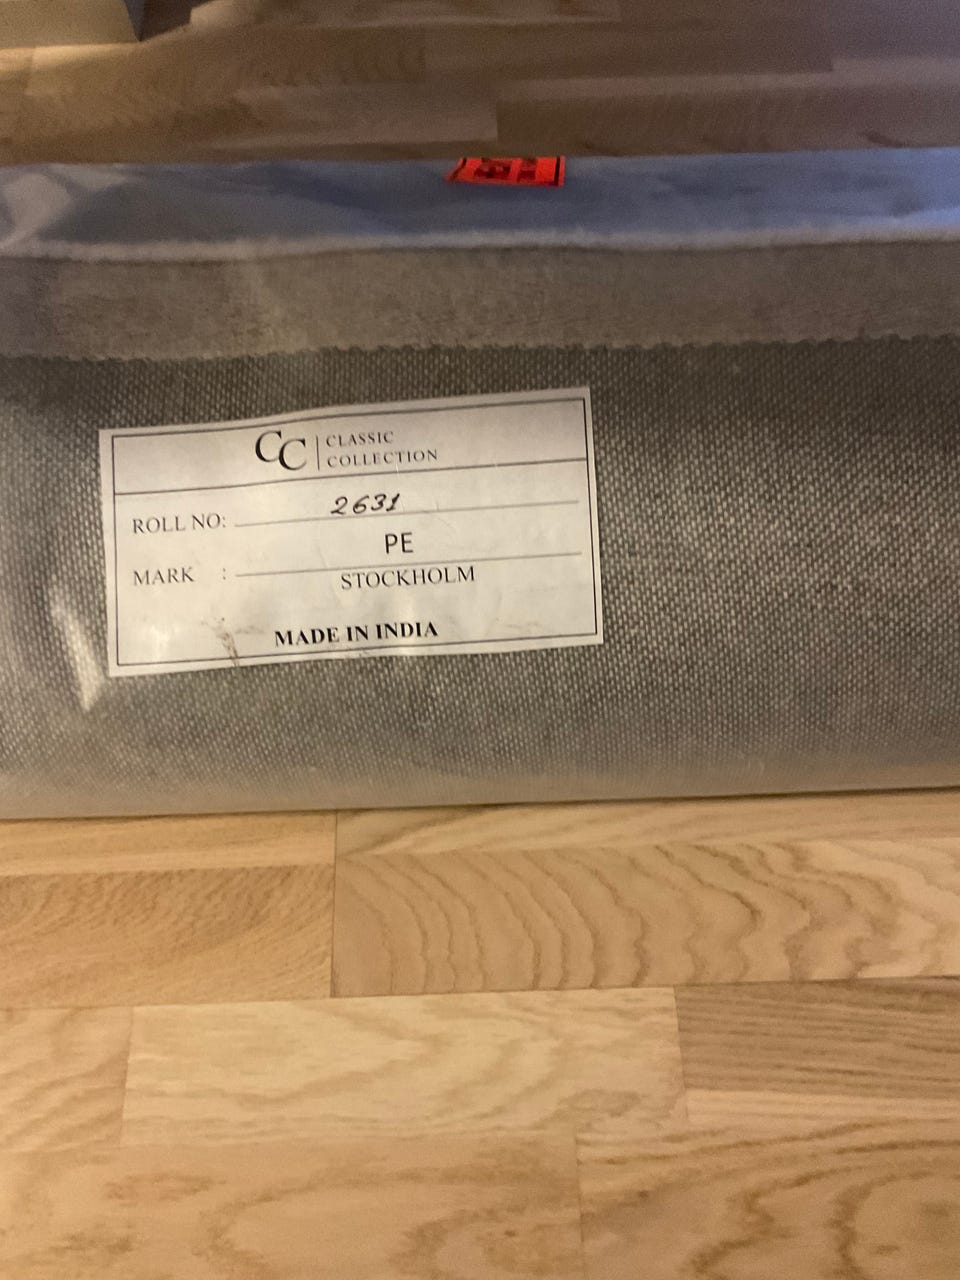 CC CLASSIC
COLLECTION
ROLL NO: 2631
PE
MARK :
STOCKHOLM
MADE IN INDIA